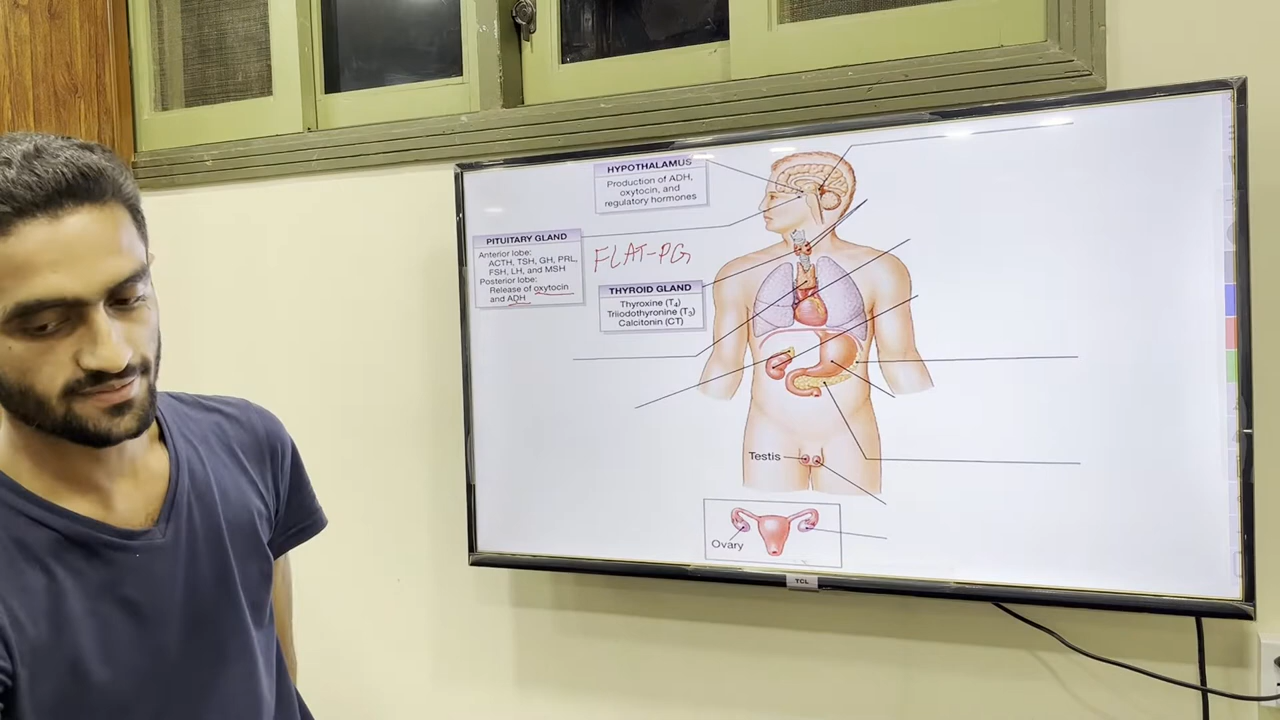 HYPOTHALAMUS
Production of ADH,
oxytocin, and
regulatory hormones
PITUITARY GLAND
Anterior lobe:
ACTH, TSH, GH, PRL,
FSH, LH, and MSH
Posterior lobe:
Release of oxytocin
and ADH
FLAT-PG
THYROID GLAND
Thyroxine (T4)
Triiodothyronine (T3)
Calcitonin (CT)
Testis
Ovary
TCL